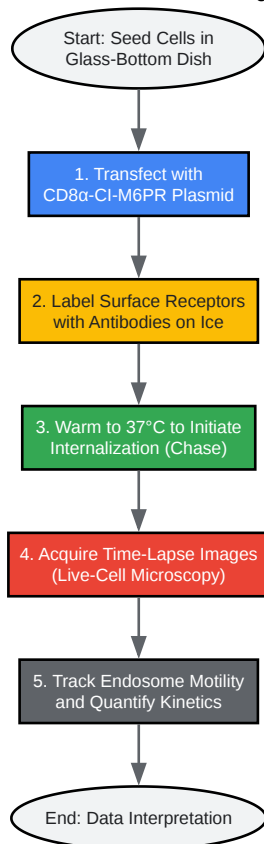 Start: Seed Cells in
Glass-Bottom Dish
1. Transfect with
CD8α-CI-M6PR Plasmid
2. Label Surface Receptors
with Antibodies on Ice
3. Warm to 37°C to Initiate
Internalization (Chase)
4. Acquire Time-Lapse Images
(Live-Cell Microscopy)
5. Track Endosome Motility
and Quantify Kinetics
End: Data Interpretation